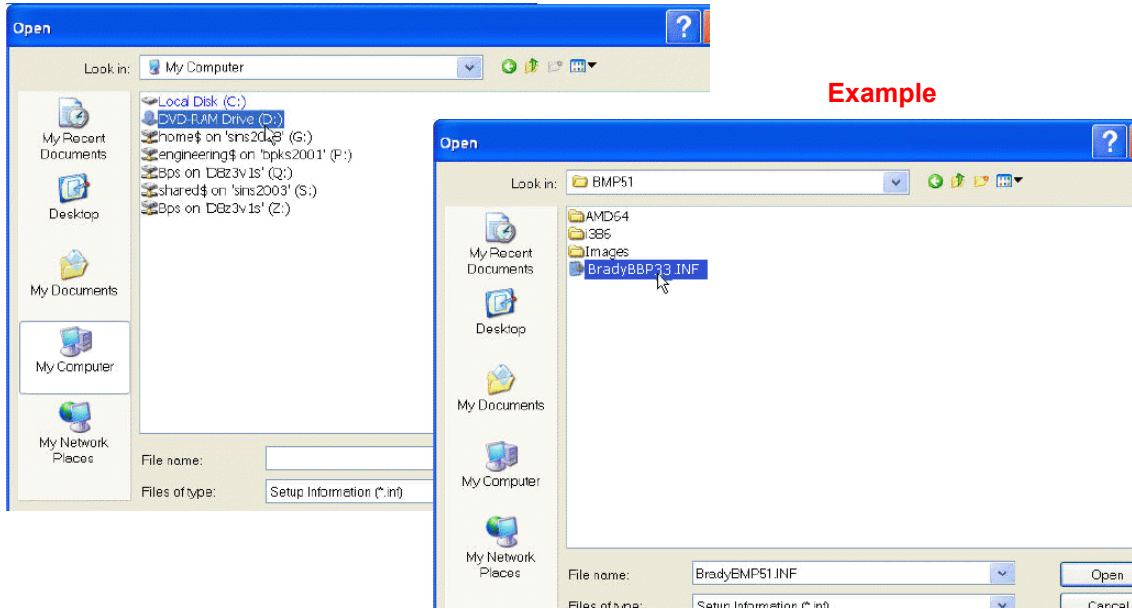 Open
?
Look in:
My Computer
Local Disk (C:)
DVD-RAM Drive (D:)
home$ on 'sins2003' (G:)
engineering$ on 'bpks2001' (P:)
Bps on 'D8z3v1s' (Q:)
shared$ on 'sins2003' (S:)
Bps on 'D8z3v1s' (Z:)
My Recent
Documents
Desktop
My Documents
My Computer
My Network
Places
File name:
Files of type:
Setup Information (*.inf)
Example
Open
?
Look in:
BMP51
AMD64
i386
Images
BradyBBP33.INF
My Recent
Documents
Desktop
My Documents
My Computer
My Network
Places
File name:
BradyBMP51.INF
Open
Files of type:
Setup Information (*.inf)
Cancel